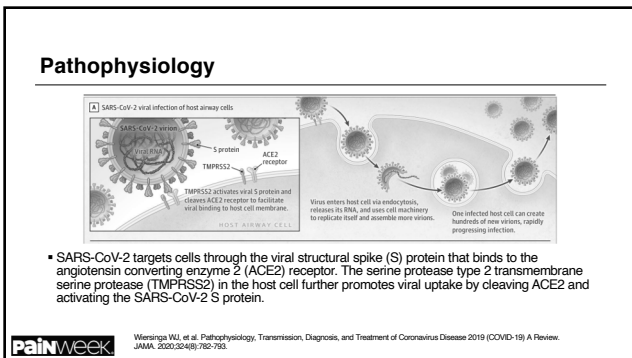 Pathophysiology
A SARS-CoV-2 viral infection of host airway cells
SARS-CoV-2 virion
Viral RNA
S protein
TMPRSS2
ACE2
receptor
TMPRSS2 activates viral S protein and
cleaves ACE2 receptor to facilitate
viral binding to host cell membrane.
HOST AIRWAY CELL
Virus enters host cell via endocytosis,
releases its RNA, and uses cell machinery
to replicate itself and assemble more virions.
One infected host cell can create
hundreds of new virions, rapidly
progressing infection.
▪ SARS-CoV-2 targets cells through the viral structural spike (S) protein that binds to the
angiotensin converting enzyme 2 (ACE2) receptor. The serine protease type 2 transmembrane
serine protease (TMPRSS2) in the host cell further promotes viral uptake by cleaving ACE2 and
activating the SARS-CoV-2 S protein.
PaiNWEEK.
Wiersinga WJ, et al. Pathophysiology, Transmission, Diagnosis, and Treatment of Coronavirus Disease 2019 (COVID-19) A Review.
JAMA. 2020;324(8):782-793.